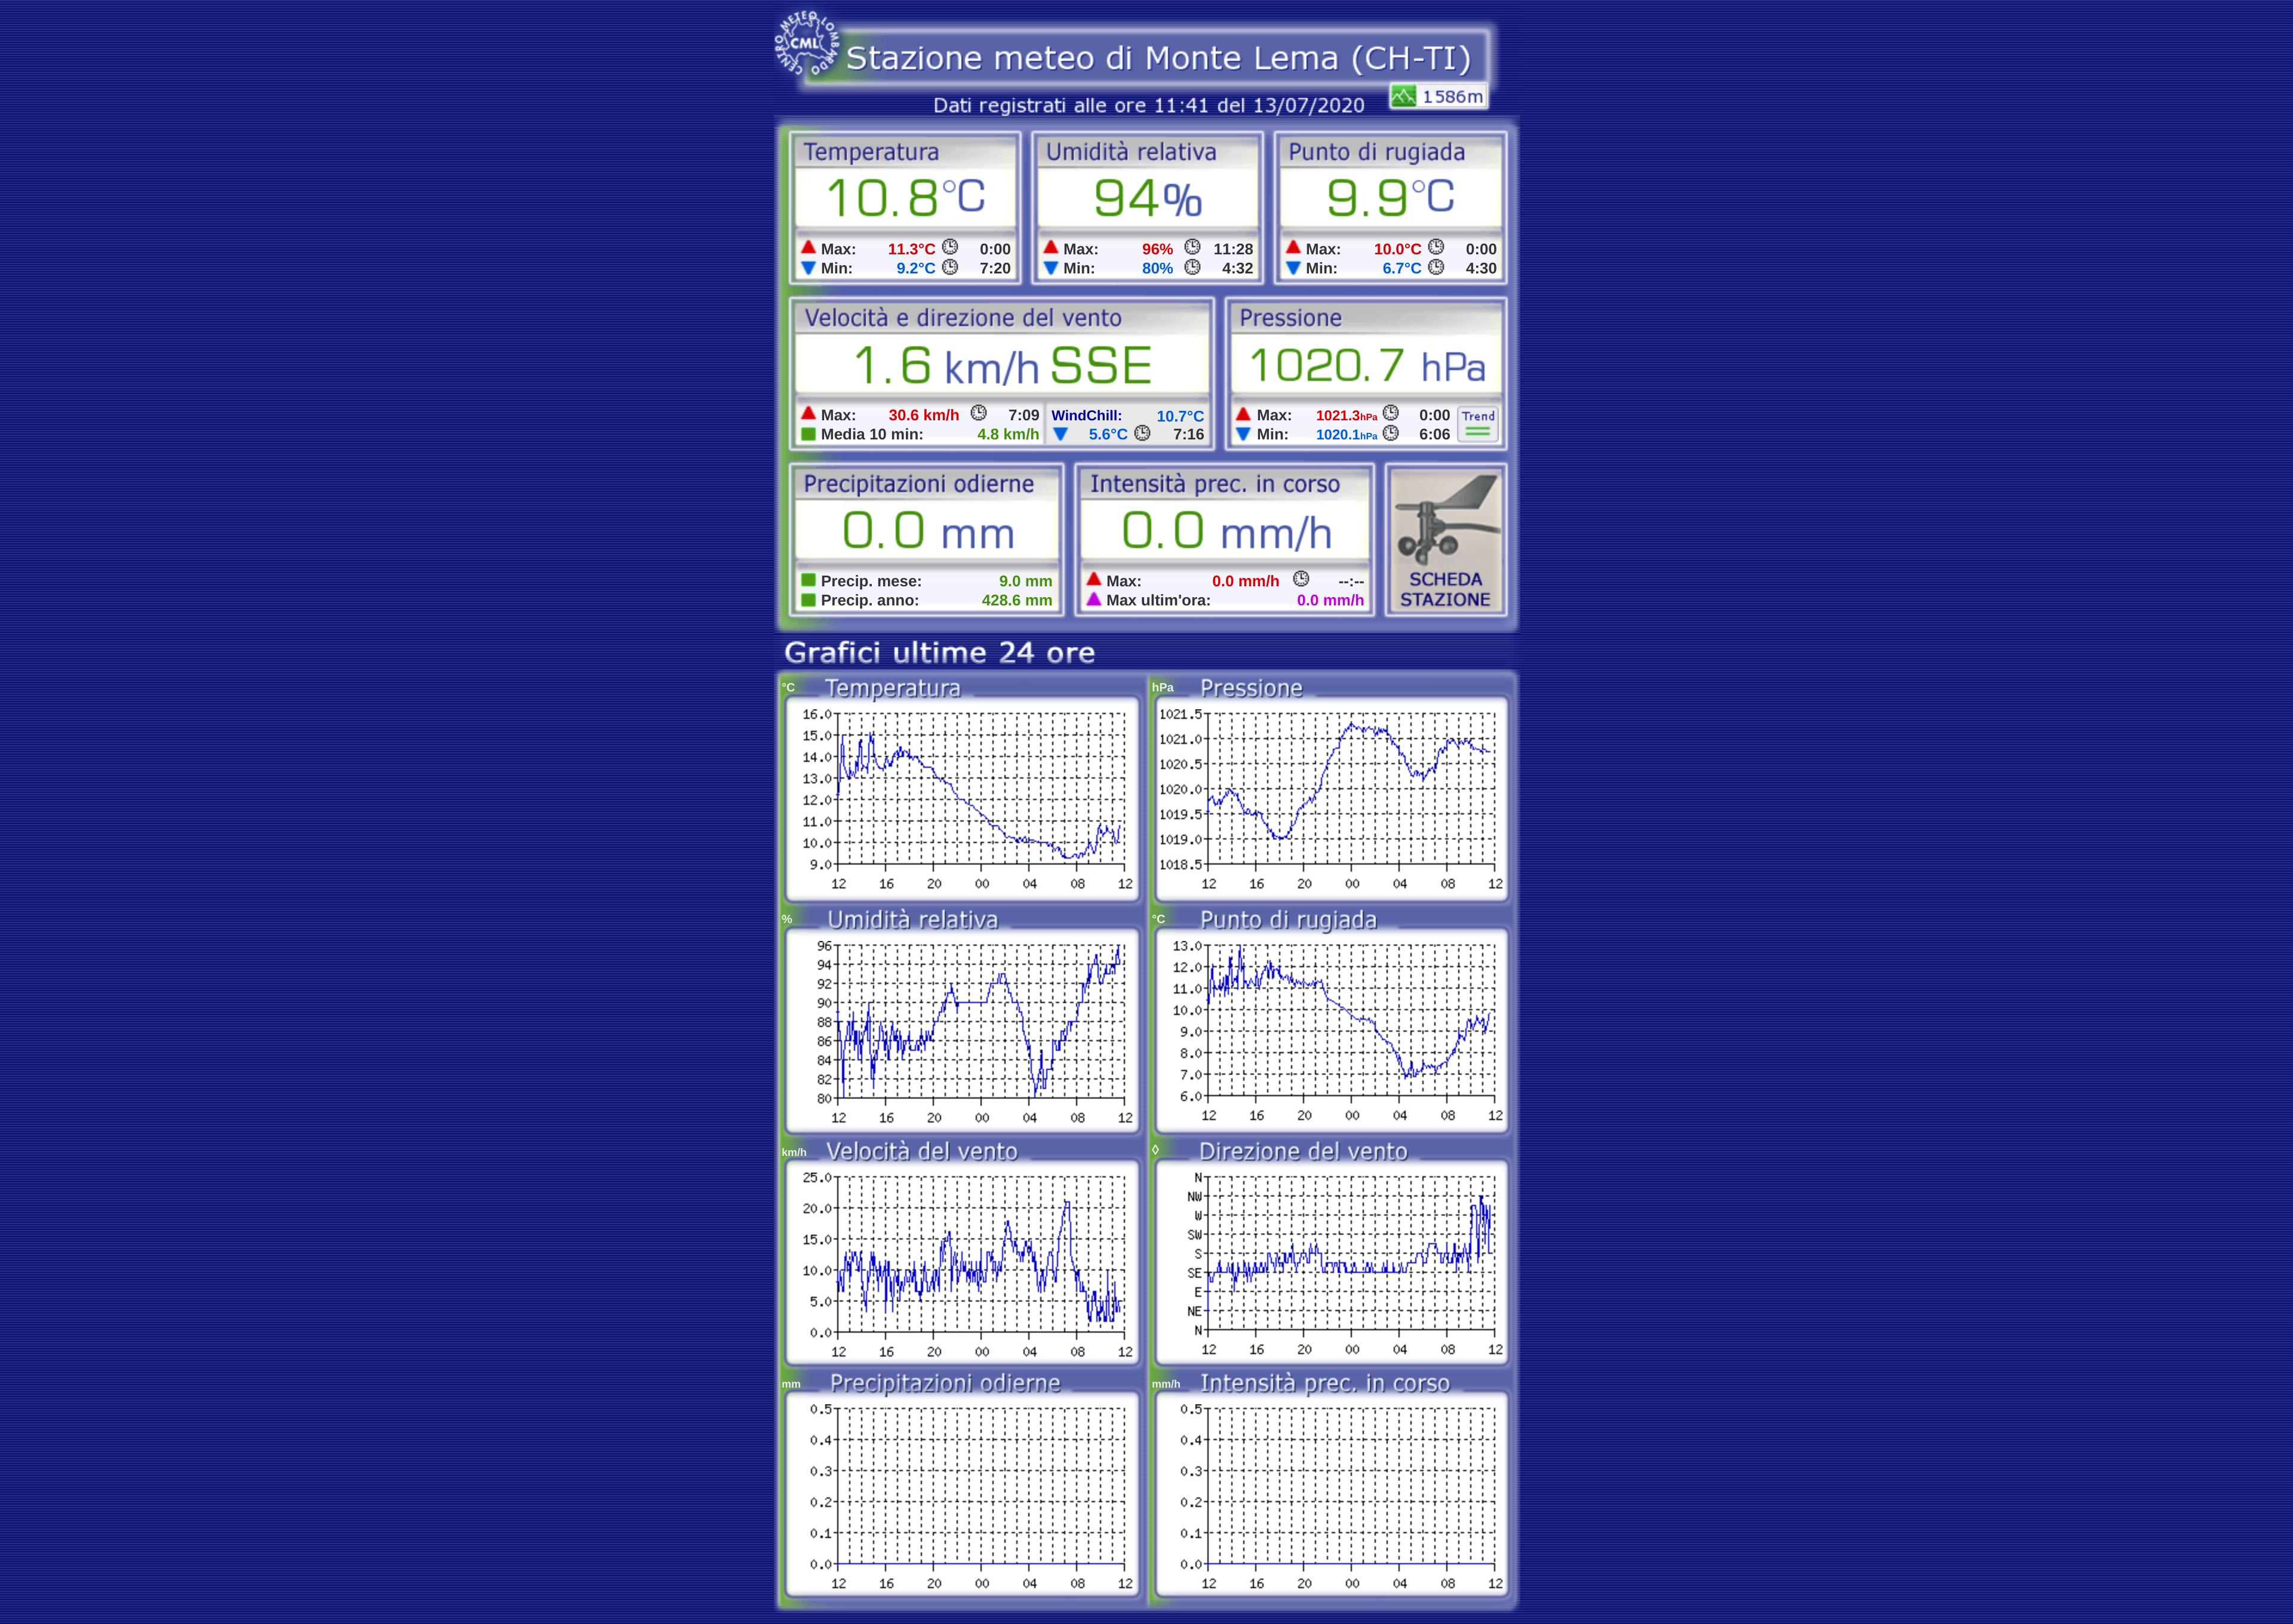 CENTRO METEO LOMBARDO
CML
Stazione meteo di Monte Lema (CH-TI)
1586m
Dati registrati alle ore 11:41 del 13/07/2020
Temperatura
10.8°C
Max: 11.3°C 0:00
Min: 9.2°C 7:20
Umidità relativa
94%
Max: 96% 11:28
Min: 80% 4:32
Punto di rugiada
9.9°C
Max: 10.0°C 0:00
Min: 6.7°C 4:30
Velocità e direzione del vento
1.6 km/h SSE
Max: 30.6 km/h 7:09
Media 10 min: 4.8 km/h
WindChill: 10.7°C
5.6°C 7:16
Pressione
1020.7 hPa
Max: 1021.3hPa 0:00
Min: 1020.1hPa 6:06
Trend
Precipitazioni odierne
0.0 mm
Precip. mese: 9.0 mm
Precip. anno: 428.6 mm
Intensità prec. in corso
0.0 mm/h
Max: 0.0 mm/h --:--
Max ultim'ora: 0.0 mm/h
SCHEDA
STAZIONE
Grafici ultime 24 ore
°C Temperatura
16.0
15.0
14.0
13.0
12.0
11.0
10.0
9.0
12 16 20 00 04 08 12
hPa Pressione
1021.5
1021.0
1020.5
1020.0
1019.5
1019.0
1018.5
12 16 20 00 04 08 12
% Umidità relativa
96
94
92
90
88
86
84
82
80
12 16 20 00 04 08 12
°C Punto di rugiada
13.0
12.0
11.0
10.0
9.0
8.0
7.0
6.0
12 16 20 00 04 08 12
km/h Velocità del vento
25.0
20.0
15.0
10.0
5.0
0.0
12 16 20 00 04 08 12
◊ Direzione del vento
N
NW
W
SW
S
SE
E
NE
N
12 16 20 00 04 08 12
mm Precipitazioni odierne
0.5
0.4
0.3
0.2
0.1
0.0
12 16 20 00 04 08 12
mm/h Intensità prec. in corso
0.5
0.4
0.3
0.2
0.1
0.0
12 16 20 00 04 08 12